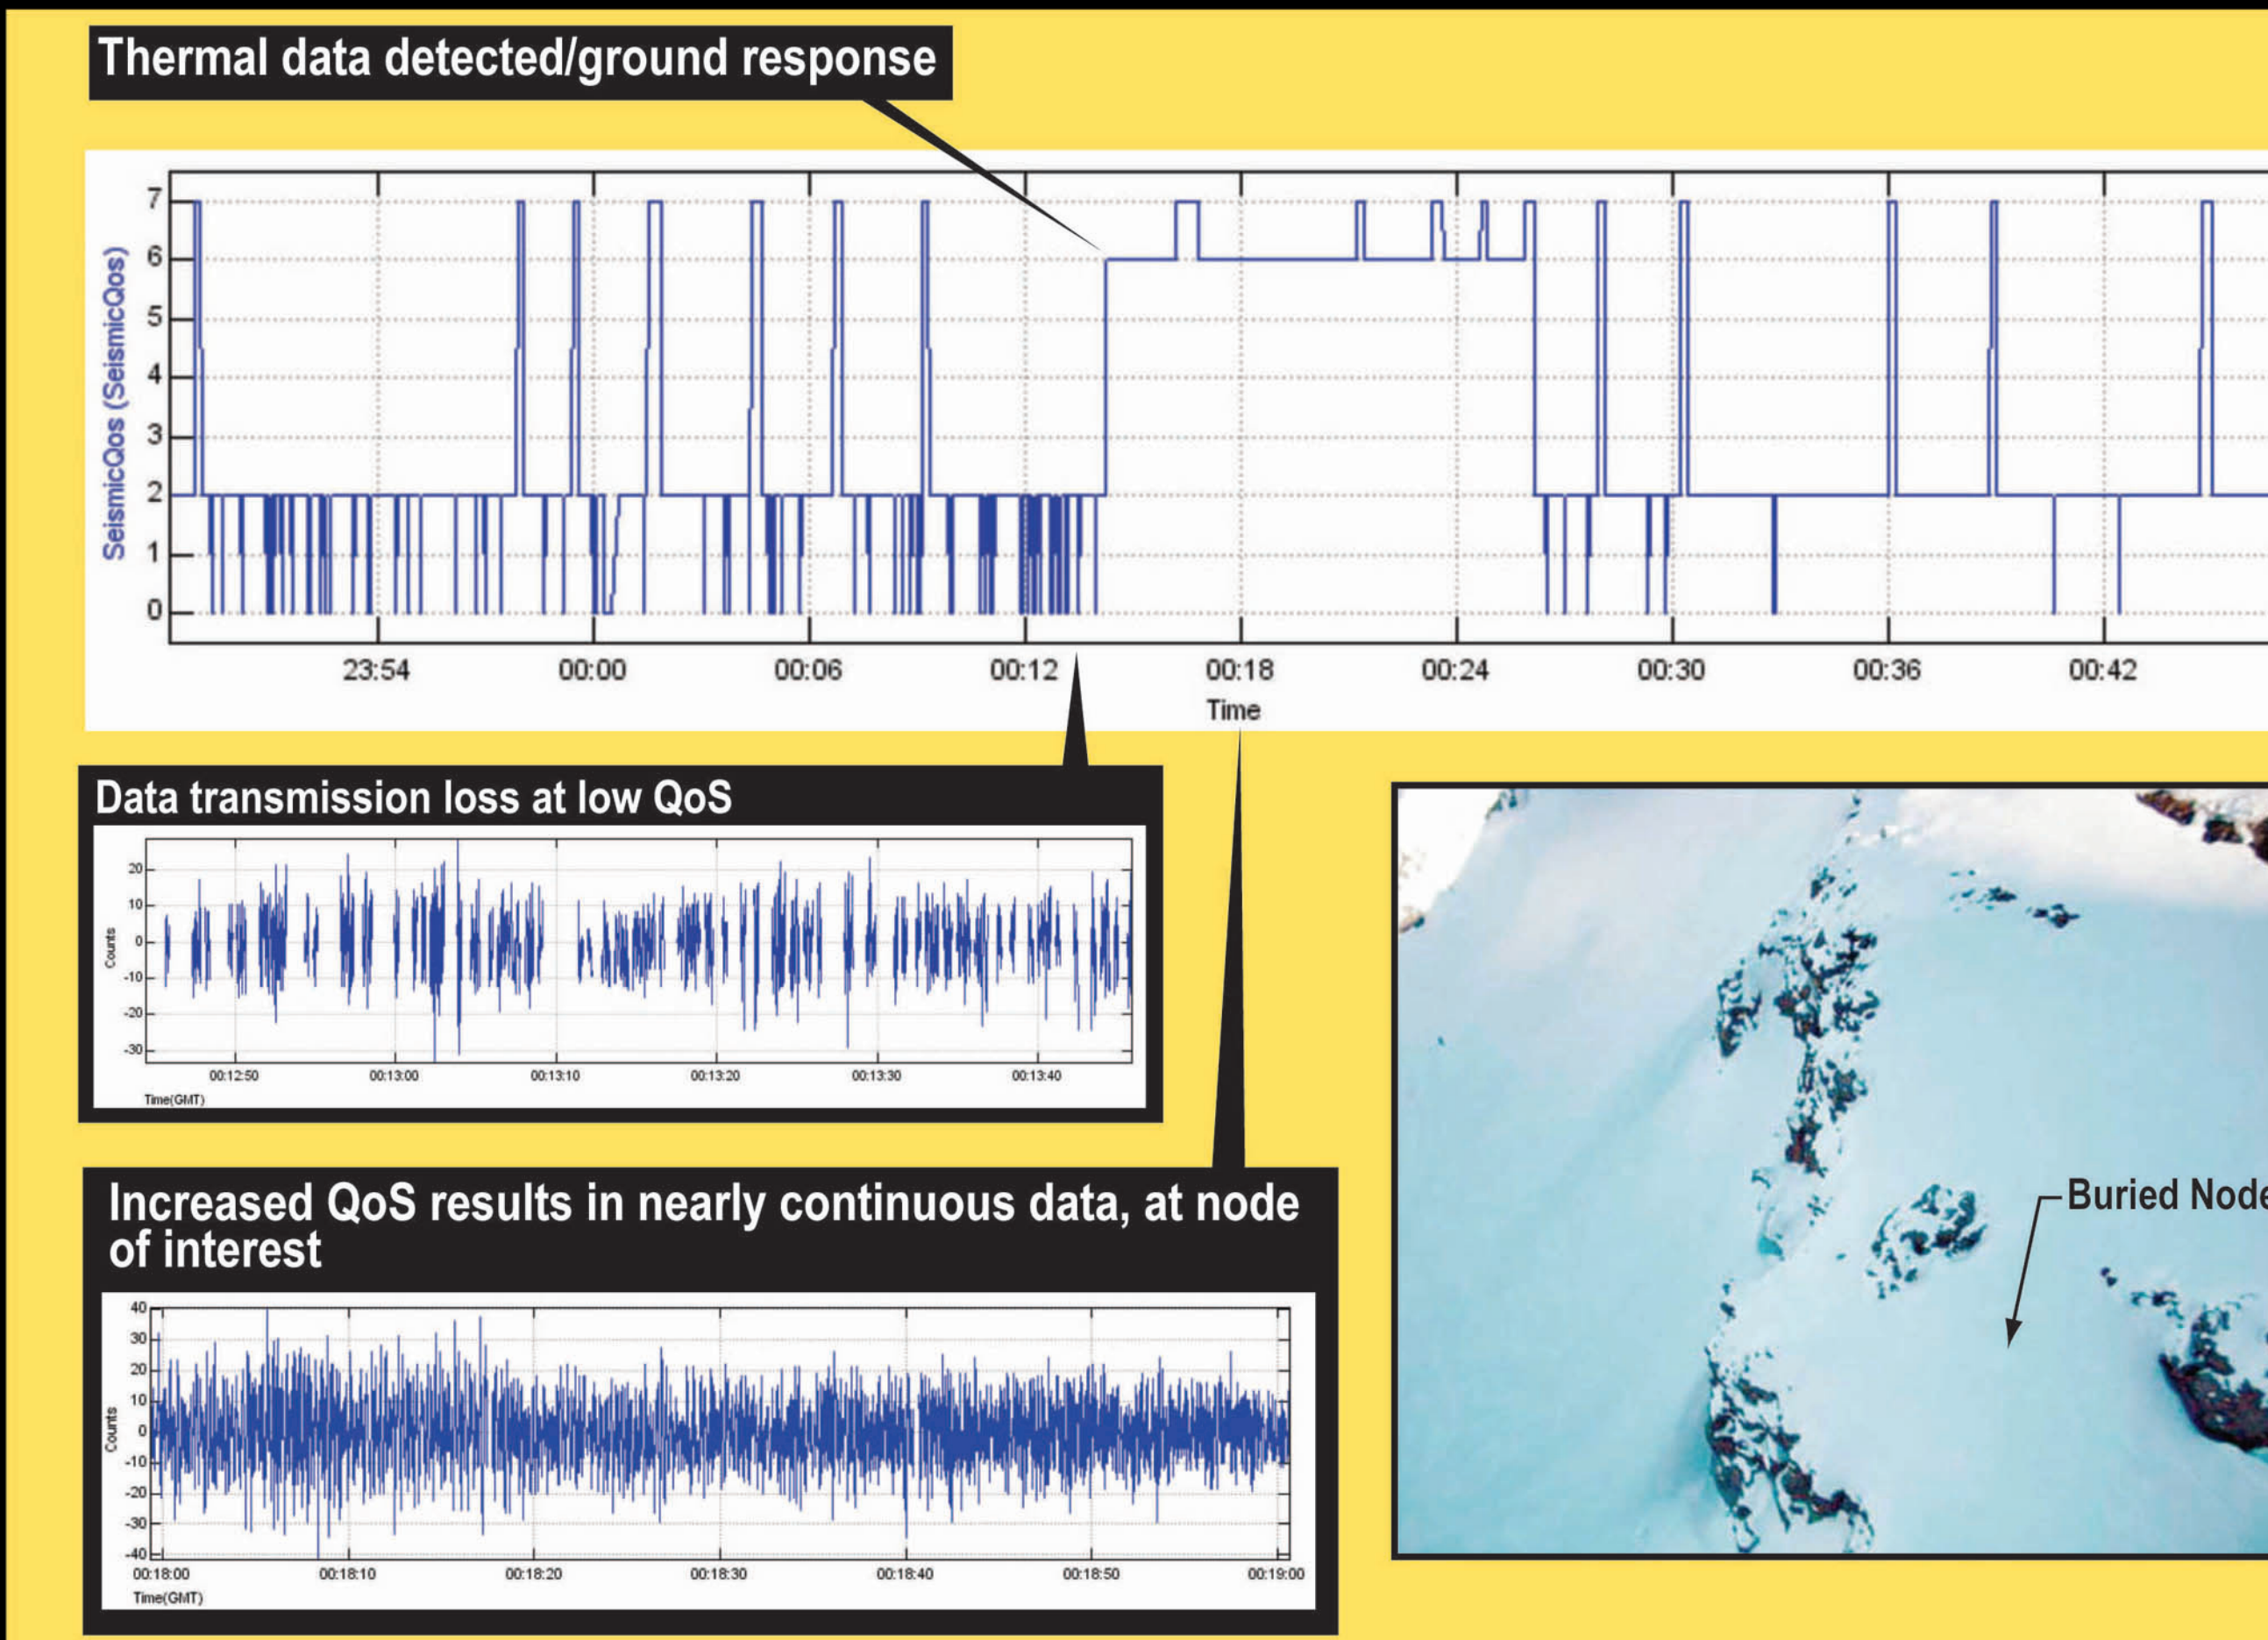 Thermal data detected/ground response
SeismicQos (SeismicQos)
7
6
5
4
3
2
1
0
23:54 00:00 00:06 00:12 00:18 00:24 00:30 00:36 00:42
Time
Data transmission loss at low QoS
Counts
20
10
0
-10
-20
-30
00:12:50 00:13:00 00:13:10 00:13:20 00:13:30 00:13:40
Time(GMT)
Buried Node
Increased QoS results in nearly continuous data, at node
of interest
Counts
40
30
20
10
0
-10
-20
-30
-40
00:18:00 00:18:10 00:18:20 00:18:30 00:18:40 00:18:50 00:19:00
Time(GMT)